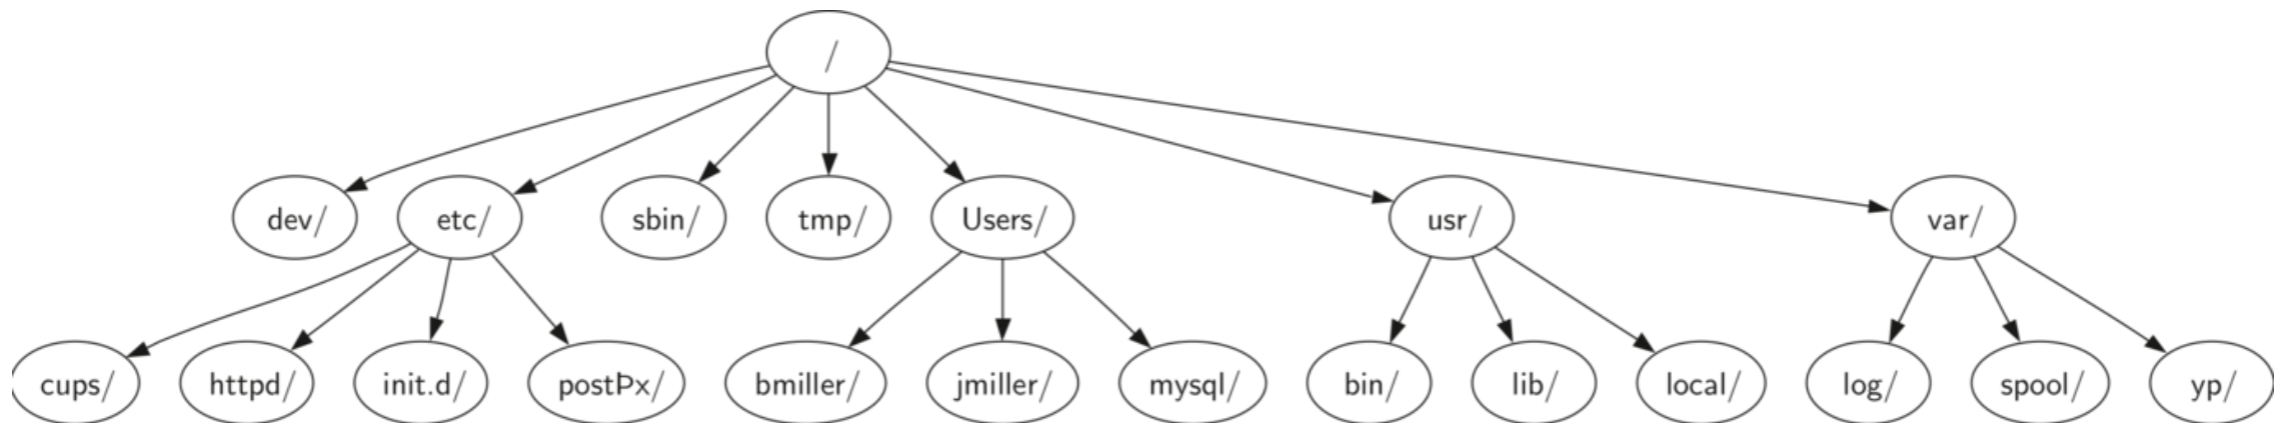 /
dev/ etc/ sbin/ tmp/ Users/ usr/ var/
cups/ httpd/ init.d/ postÞx/ bmiller/ jmiller/ mysql/ bin/ lib/ local/ log/ spool/ yp/